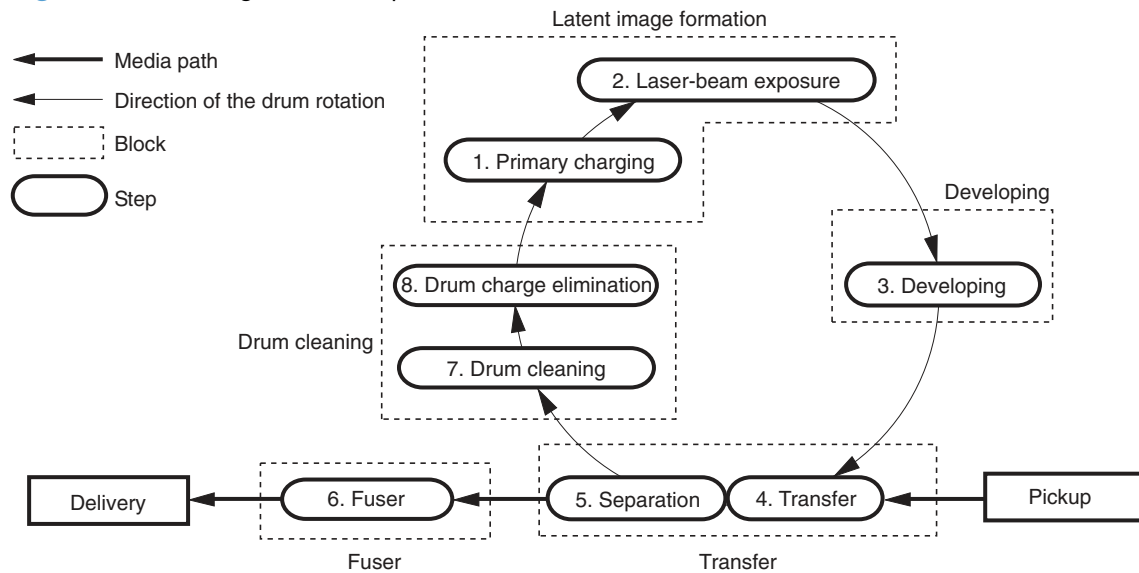 Latent image formation
Media path
Direction of the drum rotation
Block
Step
2. Laser-beam exposure
1. Primary charging
Developing
3. Developing
8. Drum charge elimination
Drum cleaning
7. Drum cleaning
Delivery
6. Fuser
5. Separation
4. Transfer
Pickup
Fuser
Transfer